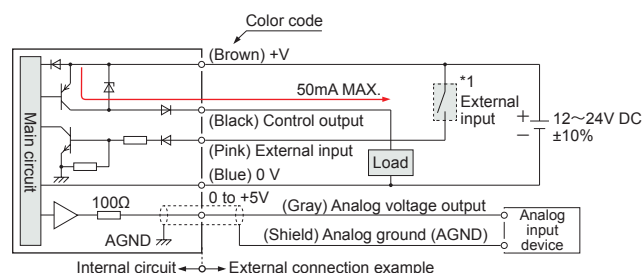 Color code
(Brown) +V
50mA MAX.
*1
External
input
12～24V DC
±10%
+
−
(Black) Control output
(Pink) External input
Load
Main circuit
(Blue) 0 V
0 to +5V
100Ω
(Gray) Analog voltage output
Analog
input
device
AGND
(Shield) Analog ground (AGND)
Internal circuit
External connection example